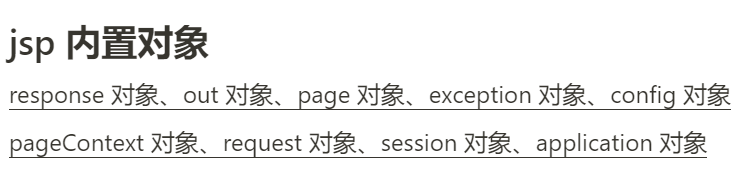 jsp 内置对象
response 对象、out 对象、page 对象、exception 对象、config 对象
pageContext 对象、request 对象、session 对象、application 对象